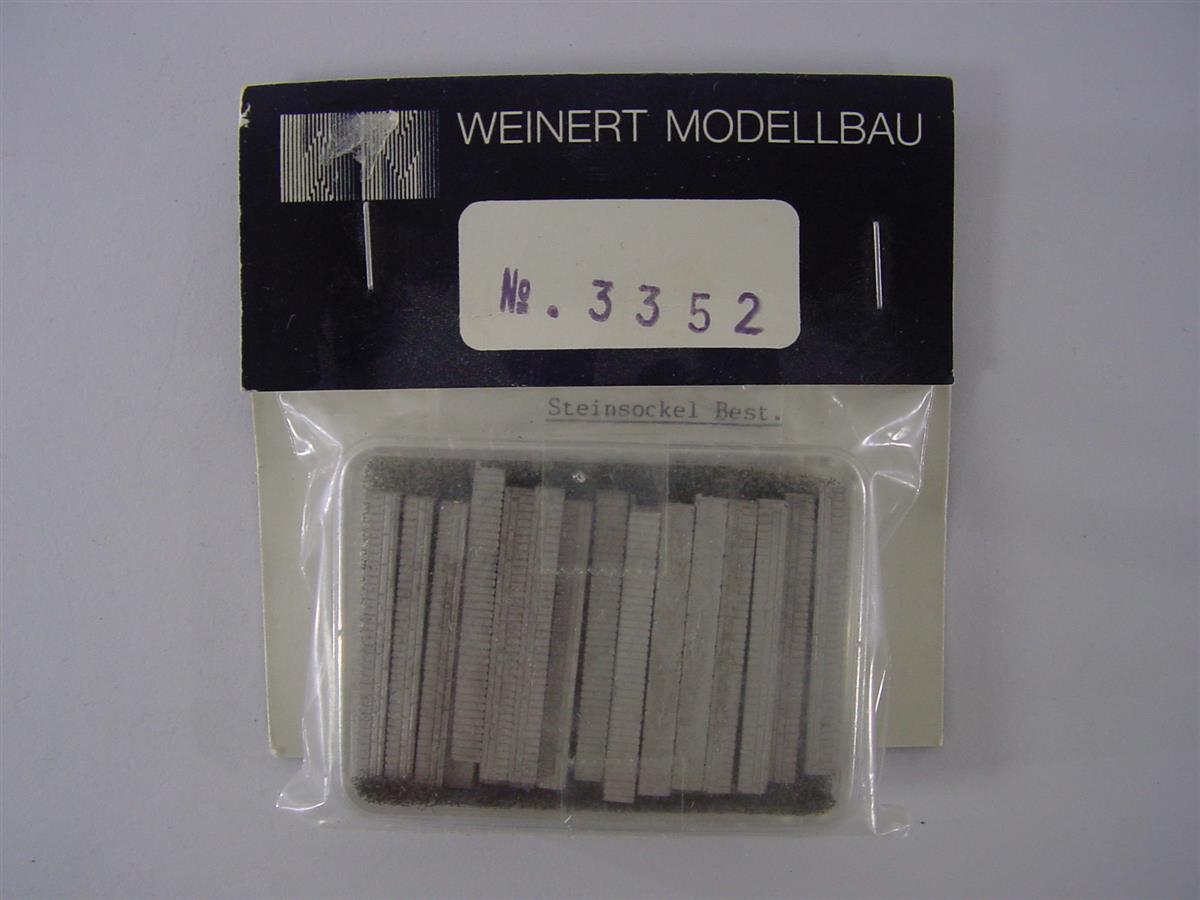 WEINERT MODELLBAU
№. 3352
Steinsockel Best.